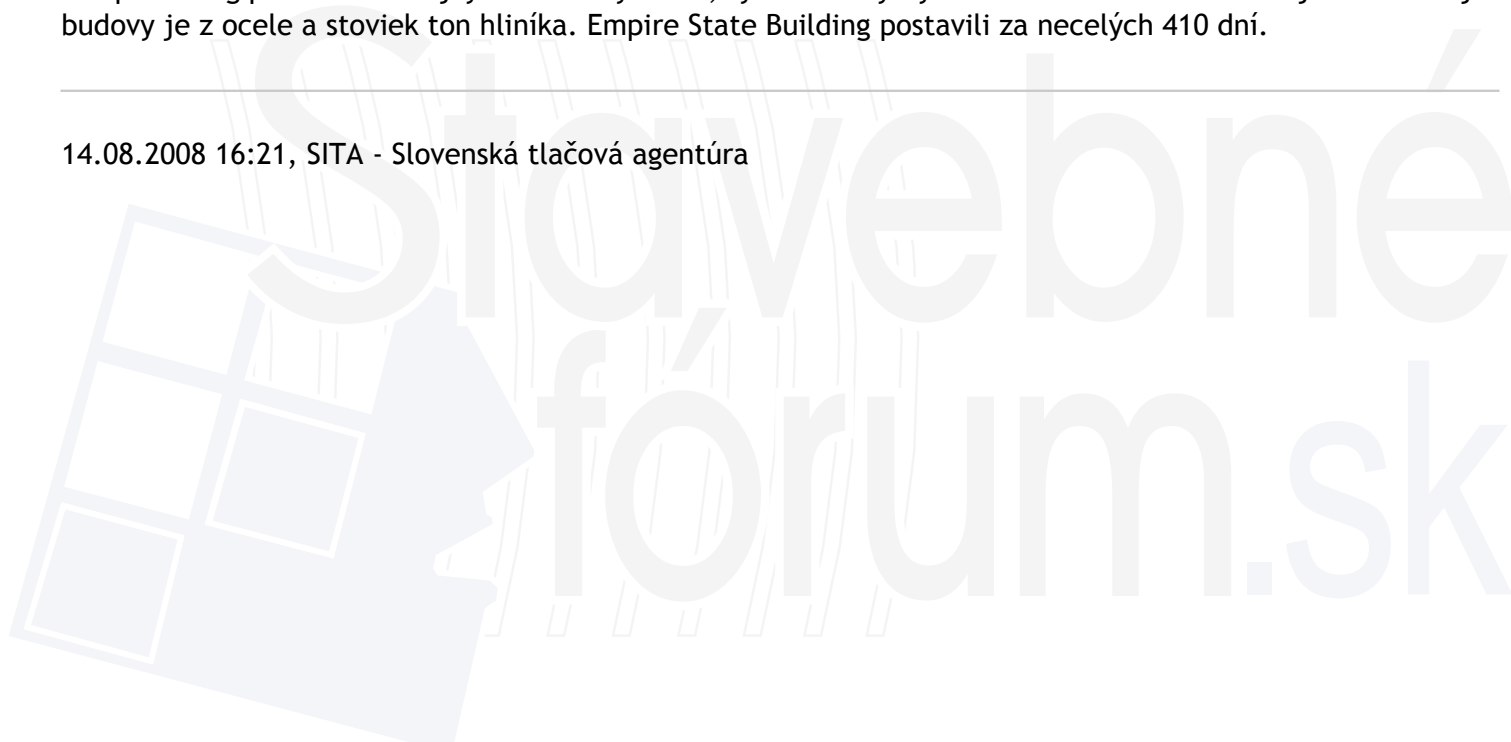 budovy je z ocele a stoviek ton hliníka. Empire State Building postavili za necelých 410 dní.
14.08.2008 16:21, SITA - Slovenská tlačová agentúra
Stavebné
fórum.sk